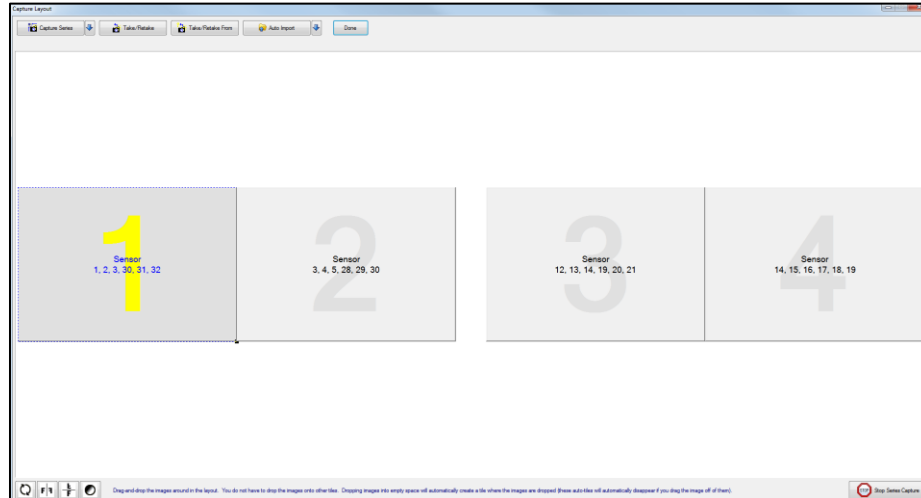 Capture Layout
Capture Series
Take/Retake
Take/Retake From
Auto Import
Done
1
Sensor
1, 2, 3, 30, 31, 32
2
Sensor
3, 4, 5, 28, 29, 30
3
Sensor
12, 13, 14, 19, 20, 21
4
Sensor
14, 15, 16, 17, 18, 19
Drag-and-drop the images around in the layout. You do not have to drop the images onto other tiles. Dropping images into empty space will automatically create a tile where the images are dropped (these auto-tiles will automatically disappear if you drag the image off of them).
STOP
Stop Series Capture